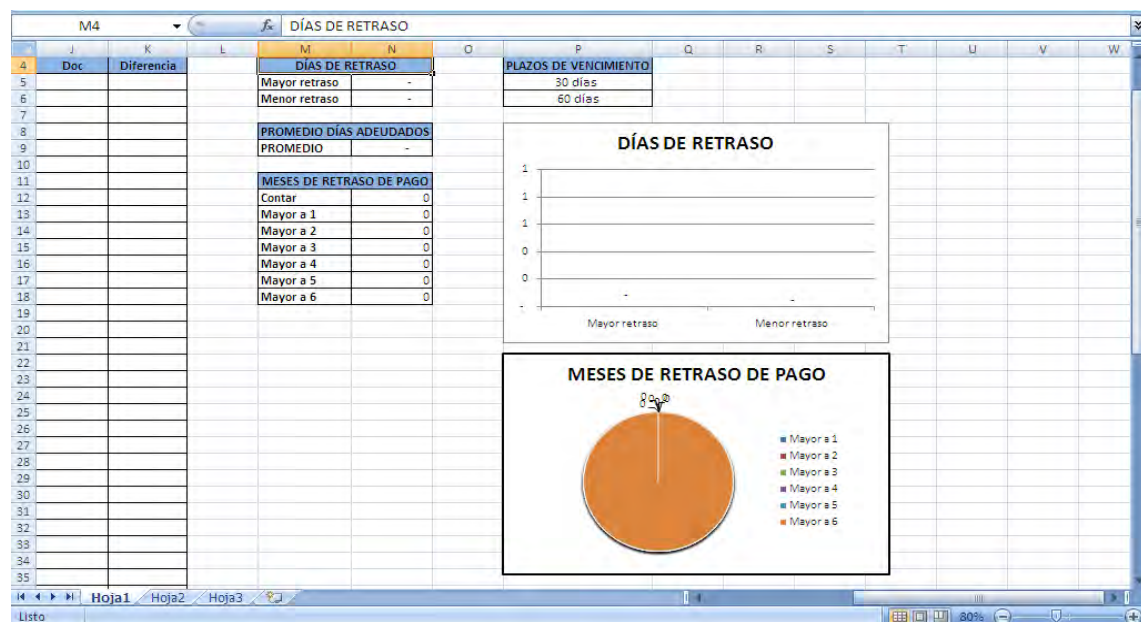 M4 fx DÍAS DE RETRASO
J K L M N O P Q R S T U V W
4 Doc Diferencia DÍAS DE RETRASO PLAZOS DE VENCIMIENTO
5 Mayor retraso - 30 días
6 Menor retraso - 60 días
7
8 PROMEDIO DÍAS ADEUDADOS
9 PROMEDIO -
10
11 MESES DE RETRASO DE PAGO
12 Contar 0
13 Mayor a 1 0
14 Mayor a 2 0
15 Mayor a 3 0
16 Mayor a 4 0
17 Mayor a 5 0
18 Mayor a 6 0
19
20
21
22
23
24
25
26
27
28
29
30
31
32
33
34
35
DÍAS DE RETRASO
1
1
1
0
0
-
- -
Mayor retraso Menor retraso
MESES DE RETRASO DE PAGO
Mayor a 1
Mayor a 2
Mayor a 3
Mayor a 4
Mayor a 5
Mayor a 6
Hoja1 Hoja2 Hoja3
Listo 80%